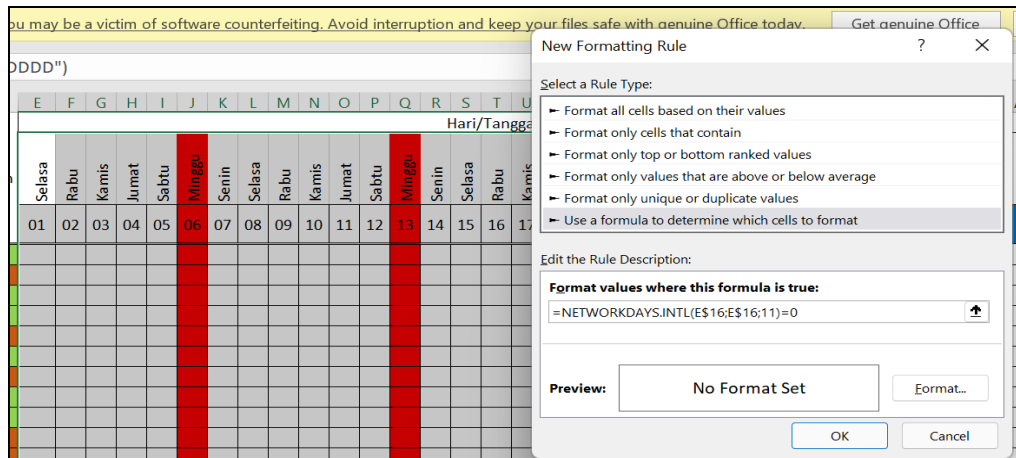 ou may be a victim of software counterfeiting. Avoid interruption and keep your files safe with genuine Office today. Get genuine Office
DDDD")
E F G H I J K L M N O P Q R S T U
Hari/Tangga
Selasa Rabu Kamis Jumat Sabtu Minggu Senin Selasa Rabu Kamis Jumat Sabtu Minggu Senin Selasa Rabu Kamis
01 02 03 04 05 06 07 08 09 10 11 12 13 14 15 16 17
New Formatting Rule ? X
Select a Rule Type:
► Format all cells based on their values
► Format only cells that contain
► Format only top or bottom ranked values
► Format only values that are above or below average
► Format only unique or duplicate values
► Use a formula to determine which cells to format
Edit the Rule Description:
Format values where this formula is true:
=NETWORKDAYS.INTL(E$16;E$16;11)=0
Preview: No Format Set Format...
OK Cancel